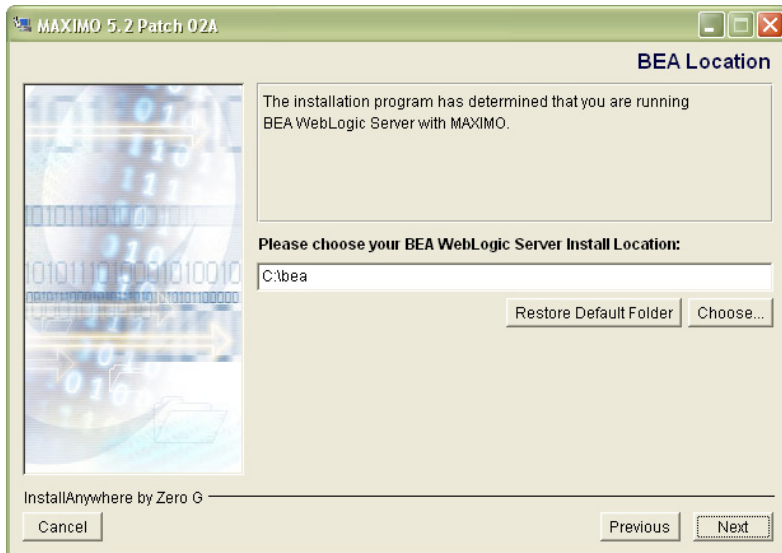 MAXIMO 5.2 Patch 02A
BEA Location
The installation program has determined that you are running
BEA WebLogic Server with MAXIMO.
Please choose your BEA WebLogic Server Install Location:
C:\bea
Restore Default Folder
Choose...
InstallAnywhere by Zero G
Cancel
Previous
Next